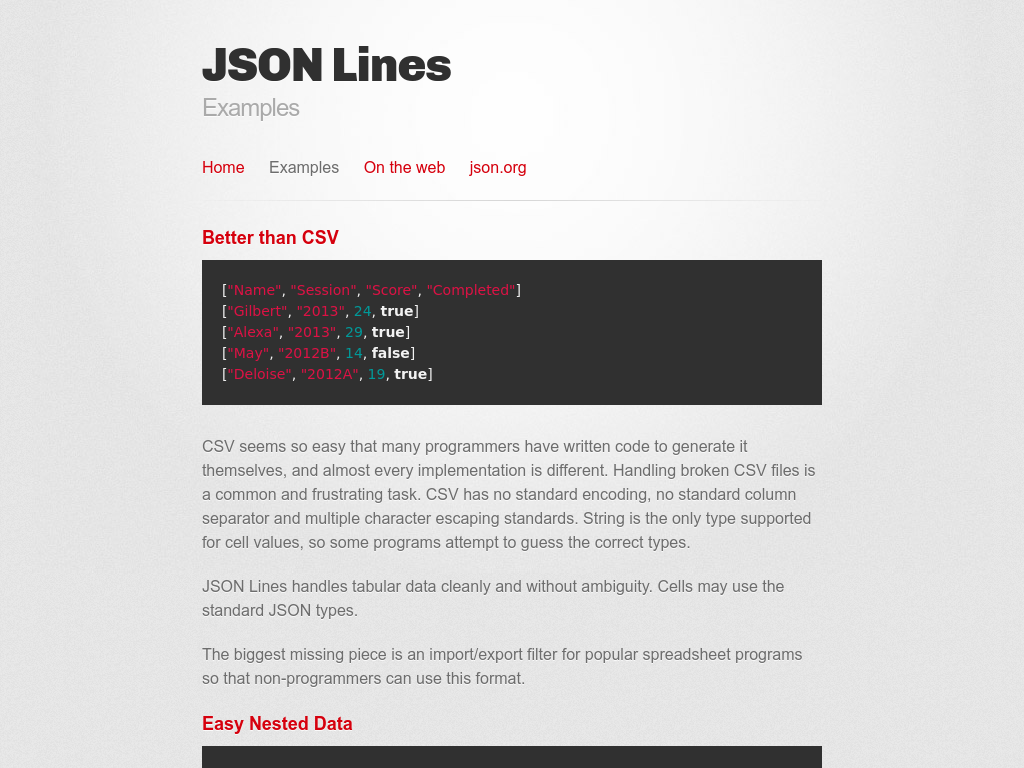 JSON Lines
Examples
Home Examples On the web json.org
Better than CSV
["Name", "Session", "Score", "Completed"]
["Gilbert", "2013", 24, true]
["Alexa", "2013", 29, true]
["May", "2012B", 14, false]
["Deloise", "2012A", 19, true]
CSV seems so easy that many programmers have written code to generate it
themselves, and almost every implementation is different. Handling broken CSV files is
a common and frustrating task. CSV has no standard encoding, no standard column
separator and multiple character escaping standards. String is the only type supported
for cell values, so some programs attempt to guess the correct types.
JSON Lines handles tabular data cleanly and without ambiguity. Cells may use the
standard JSON types.
The biggest missing piece is an import/export filter for popular spreadsheet programs
so that non-programmers can use this format.
Easy Nested Data